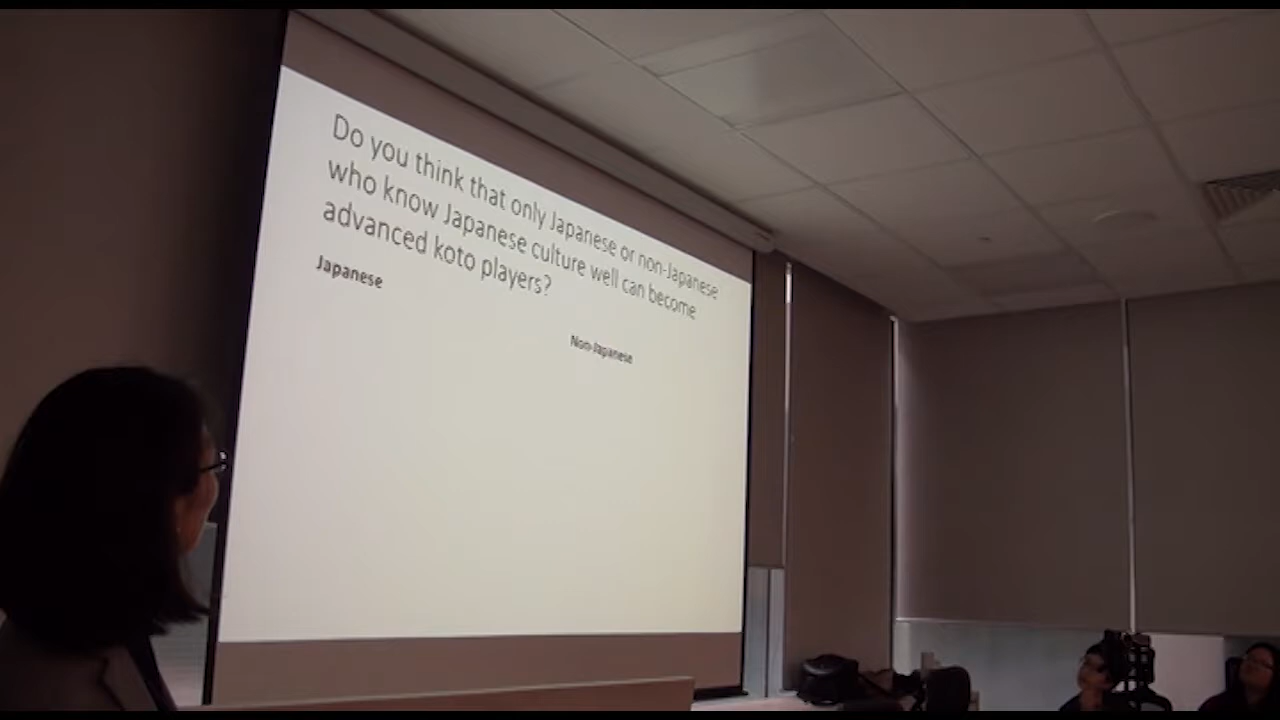 Do you think that only Japanese or non-Japanese
who know Japanese culture well can become
advanced koto players?
Japanese
Non-Japanese